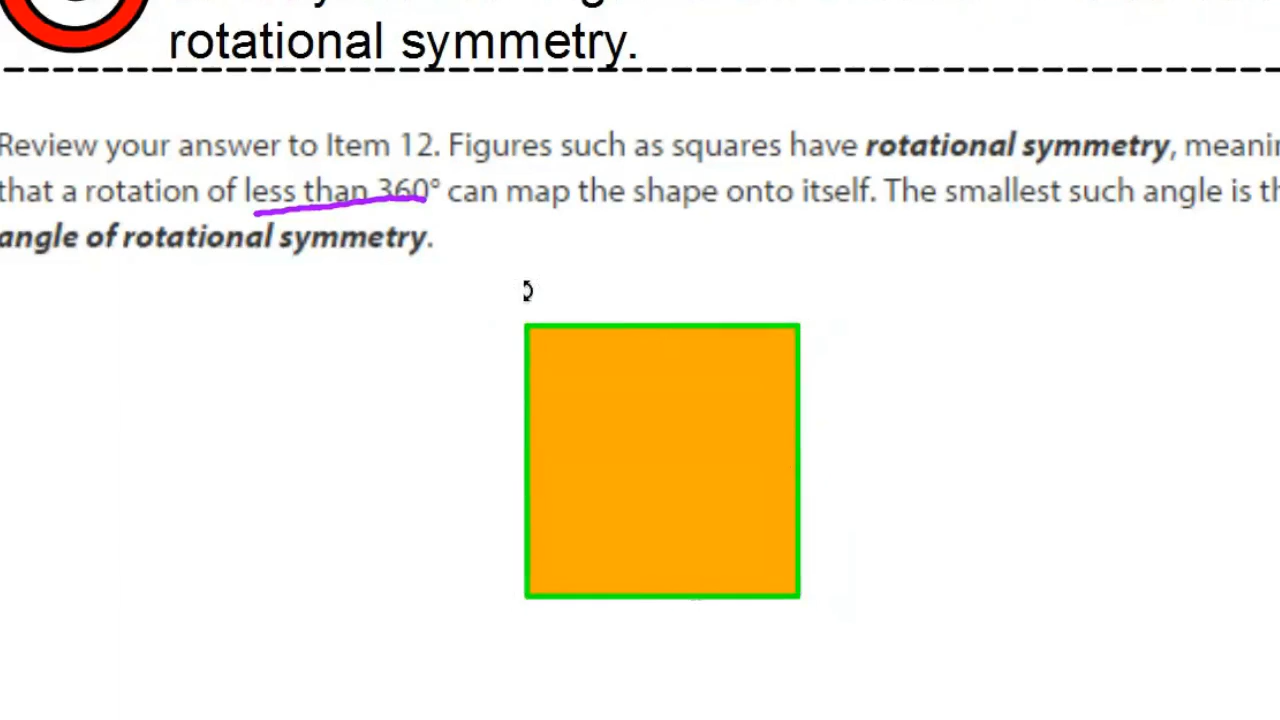 rotational symmetry.
Review your answer to Item 12. Figures such as squares have rotational symmetry, meanin
that a rotation of less than 360° can map the shape onto itself. The smallest such angle is th
angle of rotational symmetry.